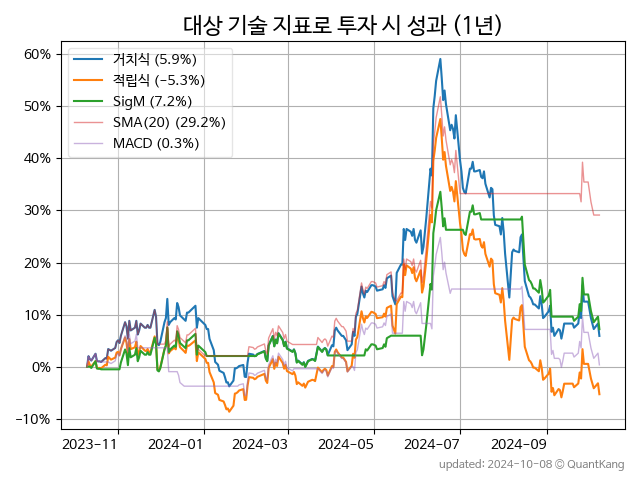 대상 기술 지표로 투자 시 성과 (1년)
60%
50%
40%
30%
20%
10%
0%
−10%
거치식 (5.9%)
적립식 (−5.3%)
SigM (7.2%)
SMA(20) (29.2%)
MACD (0.3%)
2023-11 2024-01 2024-03 2024-05 2024-07 2024-09
updated: 2024-10-08 © QuantKang